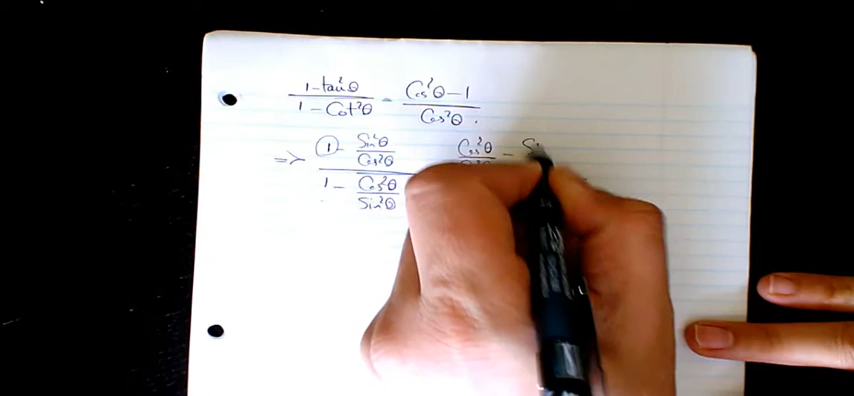 1-tan²θ / 1-Cot²θ = Cos²θ-1 / Cos²θ .
=> 1 - Sin²θ/Cos²θ / 1 - Cos²θ/Sin²θ Cos²θ -